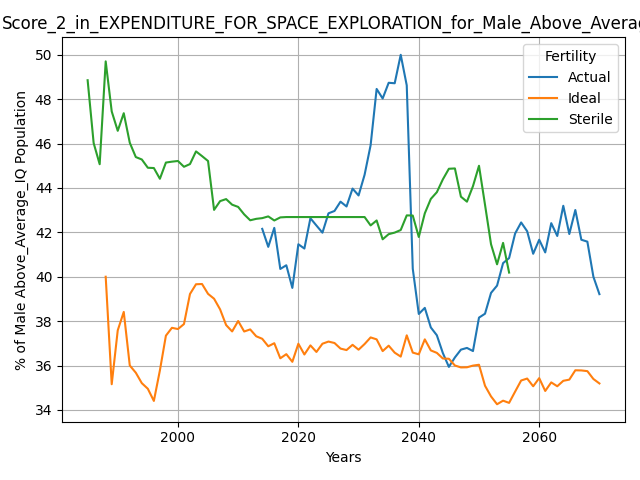 Score_2_in_EXPENDITURE_FOR_SPACE_EXPLORATION_for_Male_Above_Avera
% of Male Above_Average_IQ Population
50
48
46
44
42
40
38
36
34
Fertility
Actual
Ideal
Sterile
2000
2020
2040
2060
Years